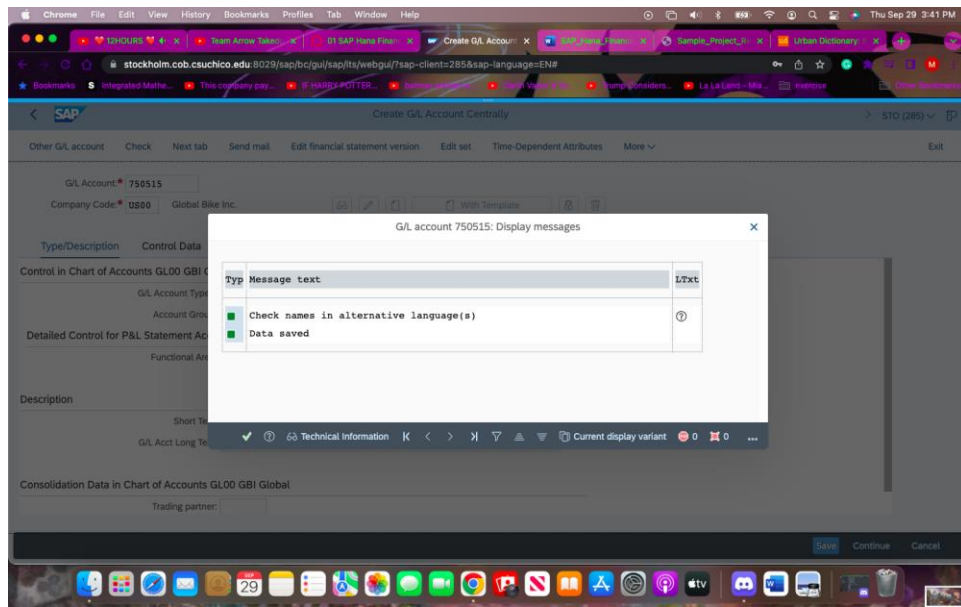 Chrome File Edit View History Bookmarks Profiles Tab Window Help Thu Sep 29 3:41 PM
12HOURS Team Arrow 01 SAP Hana Finan Create G/L Account SAP_Hana_Financ Sample_Project_R Urban Dictionary:
stockholm.cob.csuchico.edu:8029/sap/bc/gui/sap/its/webgui/?sap-client=285&sap-language=EN#
Bookmarks Integrated Mathe... This company pay... IF HARRY POTTER... La La Land - Mia ... exercise Other Bookmarks
SAP Create G/L Account Centrally STO (285)
Other G/L account Check Next tab Send mail Edit financial statement version Edit set Time-Dependent Attributes More Exit
G/L Account:* 750515
Company Code:* US00 Global Bike Inc. With Template
G/L account 750515: Display messages
Type/Description Control Data
Control in Chart of Accounts GL00 GBI G
Typ Message text LTxt
G/L Account Type
Check names in alternative language(s)
Account Grou
Data saved
Detailed Control for P&L Statement Ac
Functional Are
Description
Short Te
G/L Acct Long Te
Technical Information Current display variant 0 0 ...
Consolidation Data in Chart of Accounts GL00 GBI Global
Trading partner:
Save Continue Cancel
SEP
29
tv